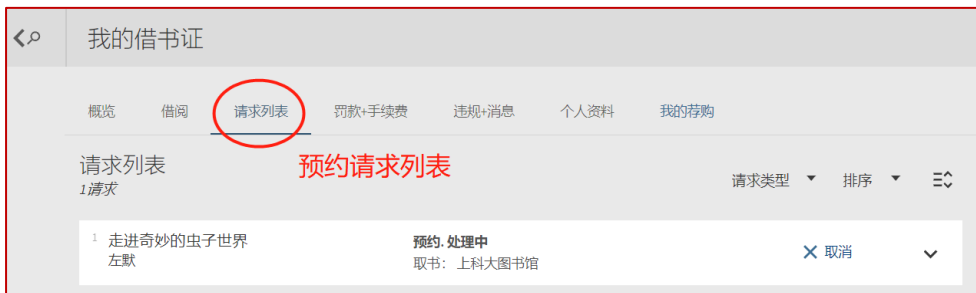 我的借书证
概览 借阅 请求列表 罚款+手续费 违规+消息 个人资料 我的荐购
请求列表 预约请求列表
1请求 请求类型 排序
1 走进奇妙的虫子世界 预约. 处理中 取消
左默 取书： 上科大图书馆